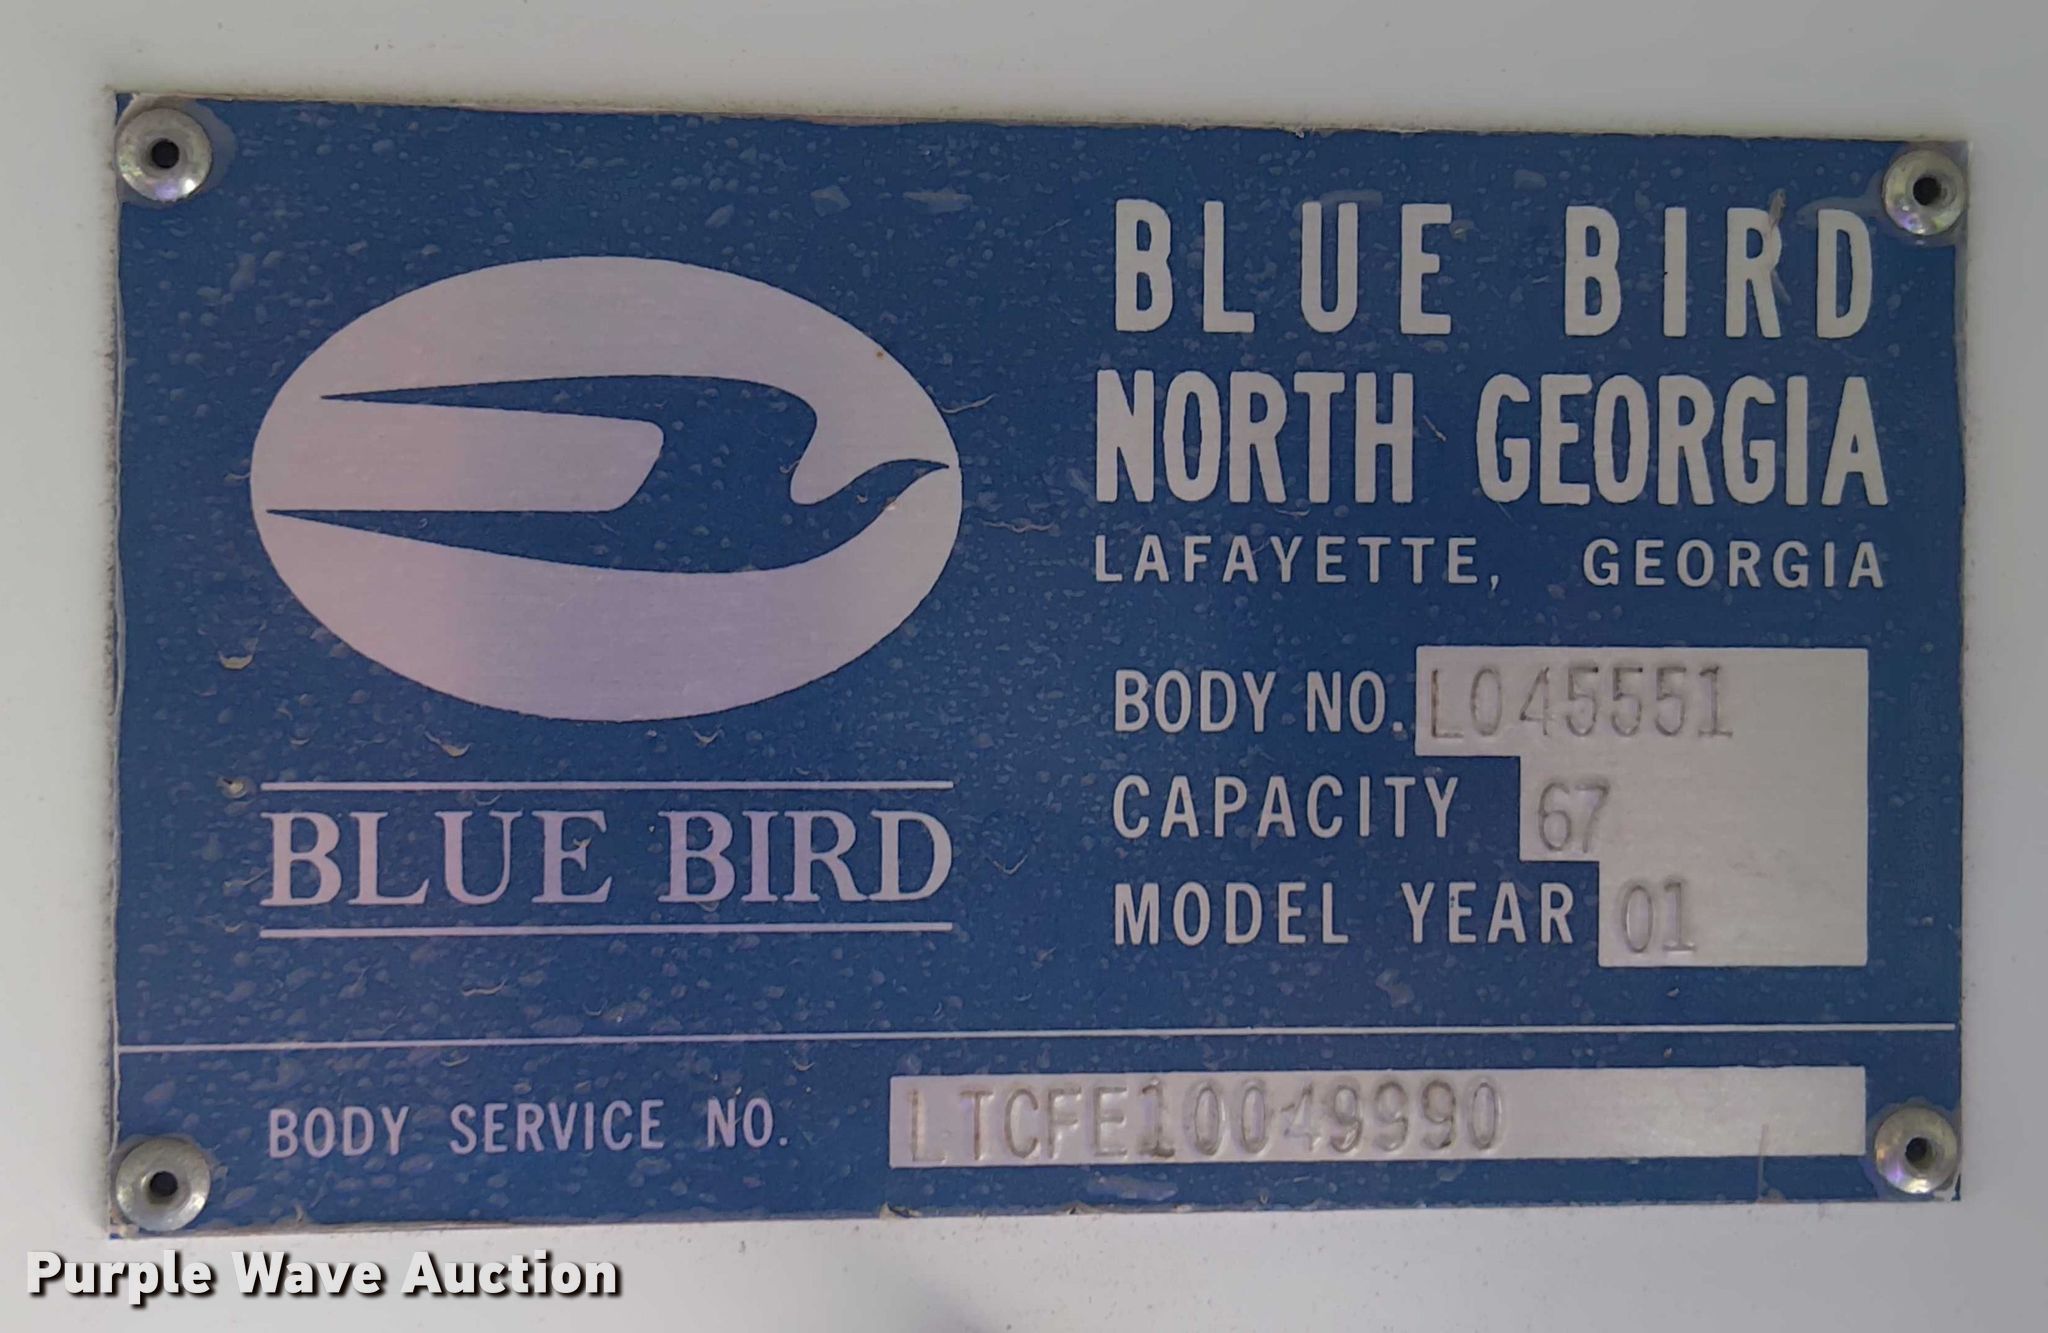 BLUE BIRD
NORTH GEORGIA
LAFAYETTE, GEORGIA
BODY NO. L045551
CAPACITY 67
MODEL YEAR 01
BLUE BIRD
BODY SERVICE NO. LTCFE10049990
Purple Wave Auction